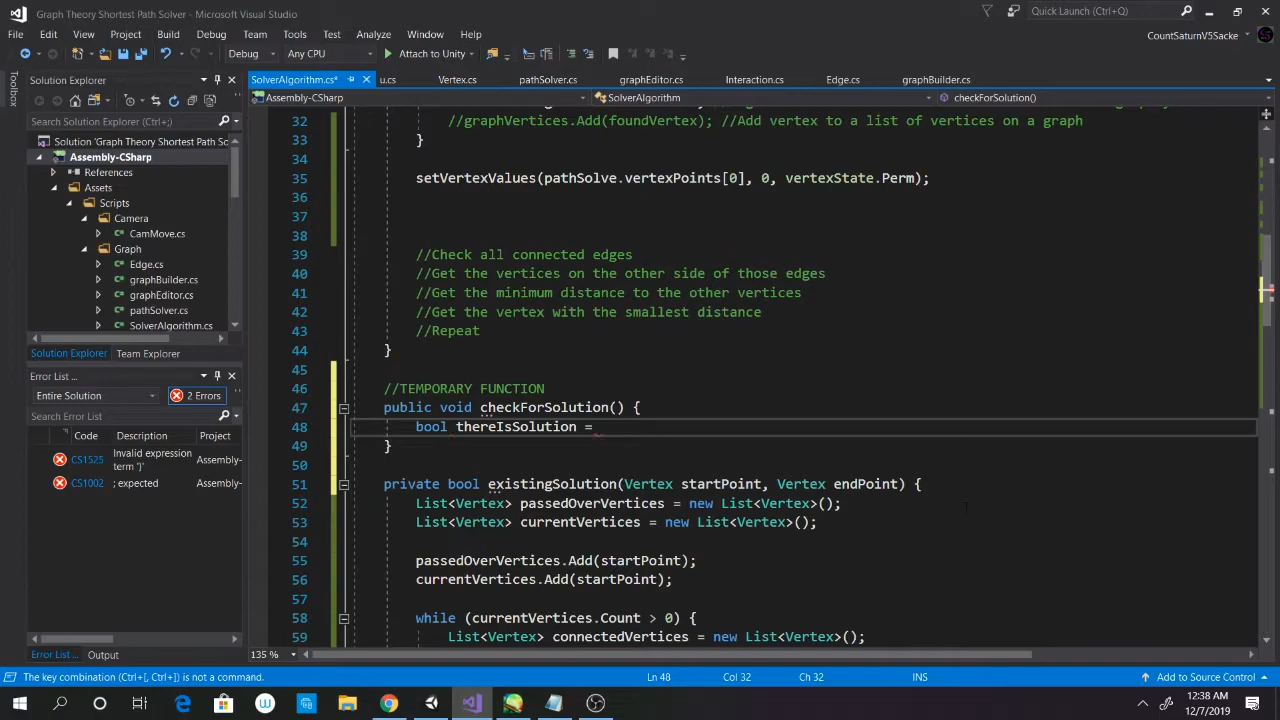 Graph Theory Shortest Path Solver - Microsoft Visual Studio
Quick Launch (Ctrl+Q)
File Edit View Project Build Debug Team Tools Test Analyze Window Help
CountSaturnV5Sacke
Debug Any CPU Attach to Unity
Toolbox
Solution Explorer
Search Solution Explorer (Ctrl+;)
Solution 'Graph Theory Shortest Path So
Assembly-CSharp
References
Assets
Scripts
Camera
CamMove.cs
Graph
Edge.cs
graphBuilder.cs
graphEditor.cs
pathSolver.cs
SolverAlgorithm.cs
Solution Explorer Team Explorer
Error List ...
Entire Solution 2 Errors
Search Error List
Code Description Project
CS1525 Invalid expression term '}' Assembly-
CS1002 ; expected Assembly-
Error List ... Output
SolverAlgorithm.cs* u.cs Vertex.cs pathSolver.cs graphEditor.cs Interaction.cs Edge.cs graphBuilder.cs
Assembly-CSharp SolverAlgorithm checkForSolution()
32 //graphVertices.Add(foundVertex); //Add vertex to a list of vertices on a graph
33 }
34
35 setVertexValues(pathSolve.vertexPoints[0], 0, vertexState.Perm);
36
37
38
39 //Check all connected edges
40 //Get the vertices on the other side of those edges
41 //Get the minimum distance to the other vertices
42 //Get the vertex with the smallest distance
43 //Repeat
44 }
45
46 //TEMPORARY FUNCTION
47 public void checkForSolution() {
48 bool thereIsSolution =
49 }
50
51 private bool existingSolution(Vertex startPoint, Vertex endPoint) {
52 List<Vertex> passedOverVertices = new List<Vertex>();
53 List<Vertex> currentVertices = new List<Vertex>();
54
55 passedOverVertices.Add(startPoint);
56 currentVertices.Add(startPoint);
57
58 while (currentVertices.Count > 0) {
59 List<Vertex> connectedVertices = new List<Vertex>();
135 %
The key combination (Ctrl+[, Ctrl+]) is not a command. Ln 48 Col 32 Ch 32 INS Add to Source Control
12:38 AM
12/7/2019